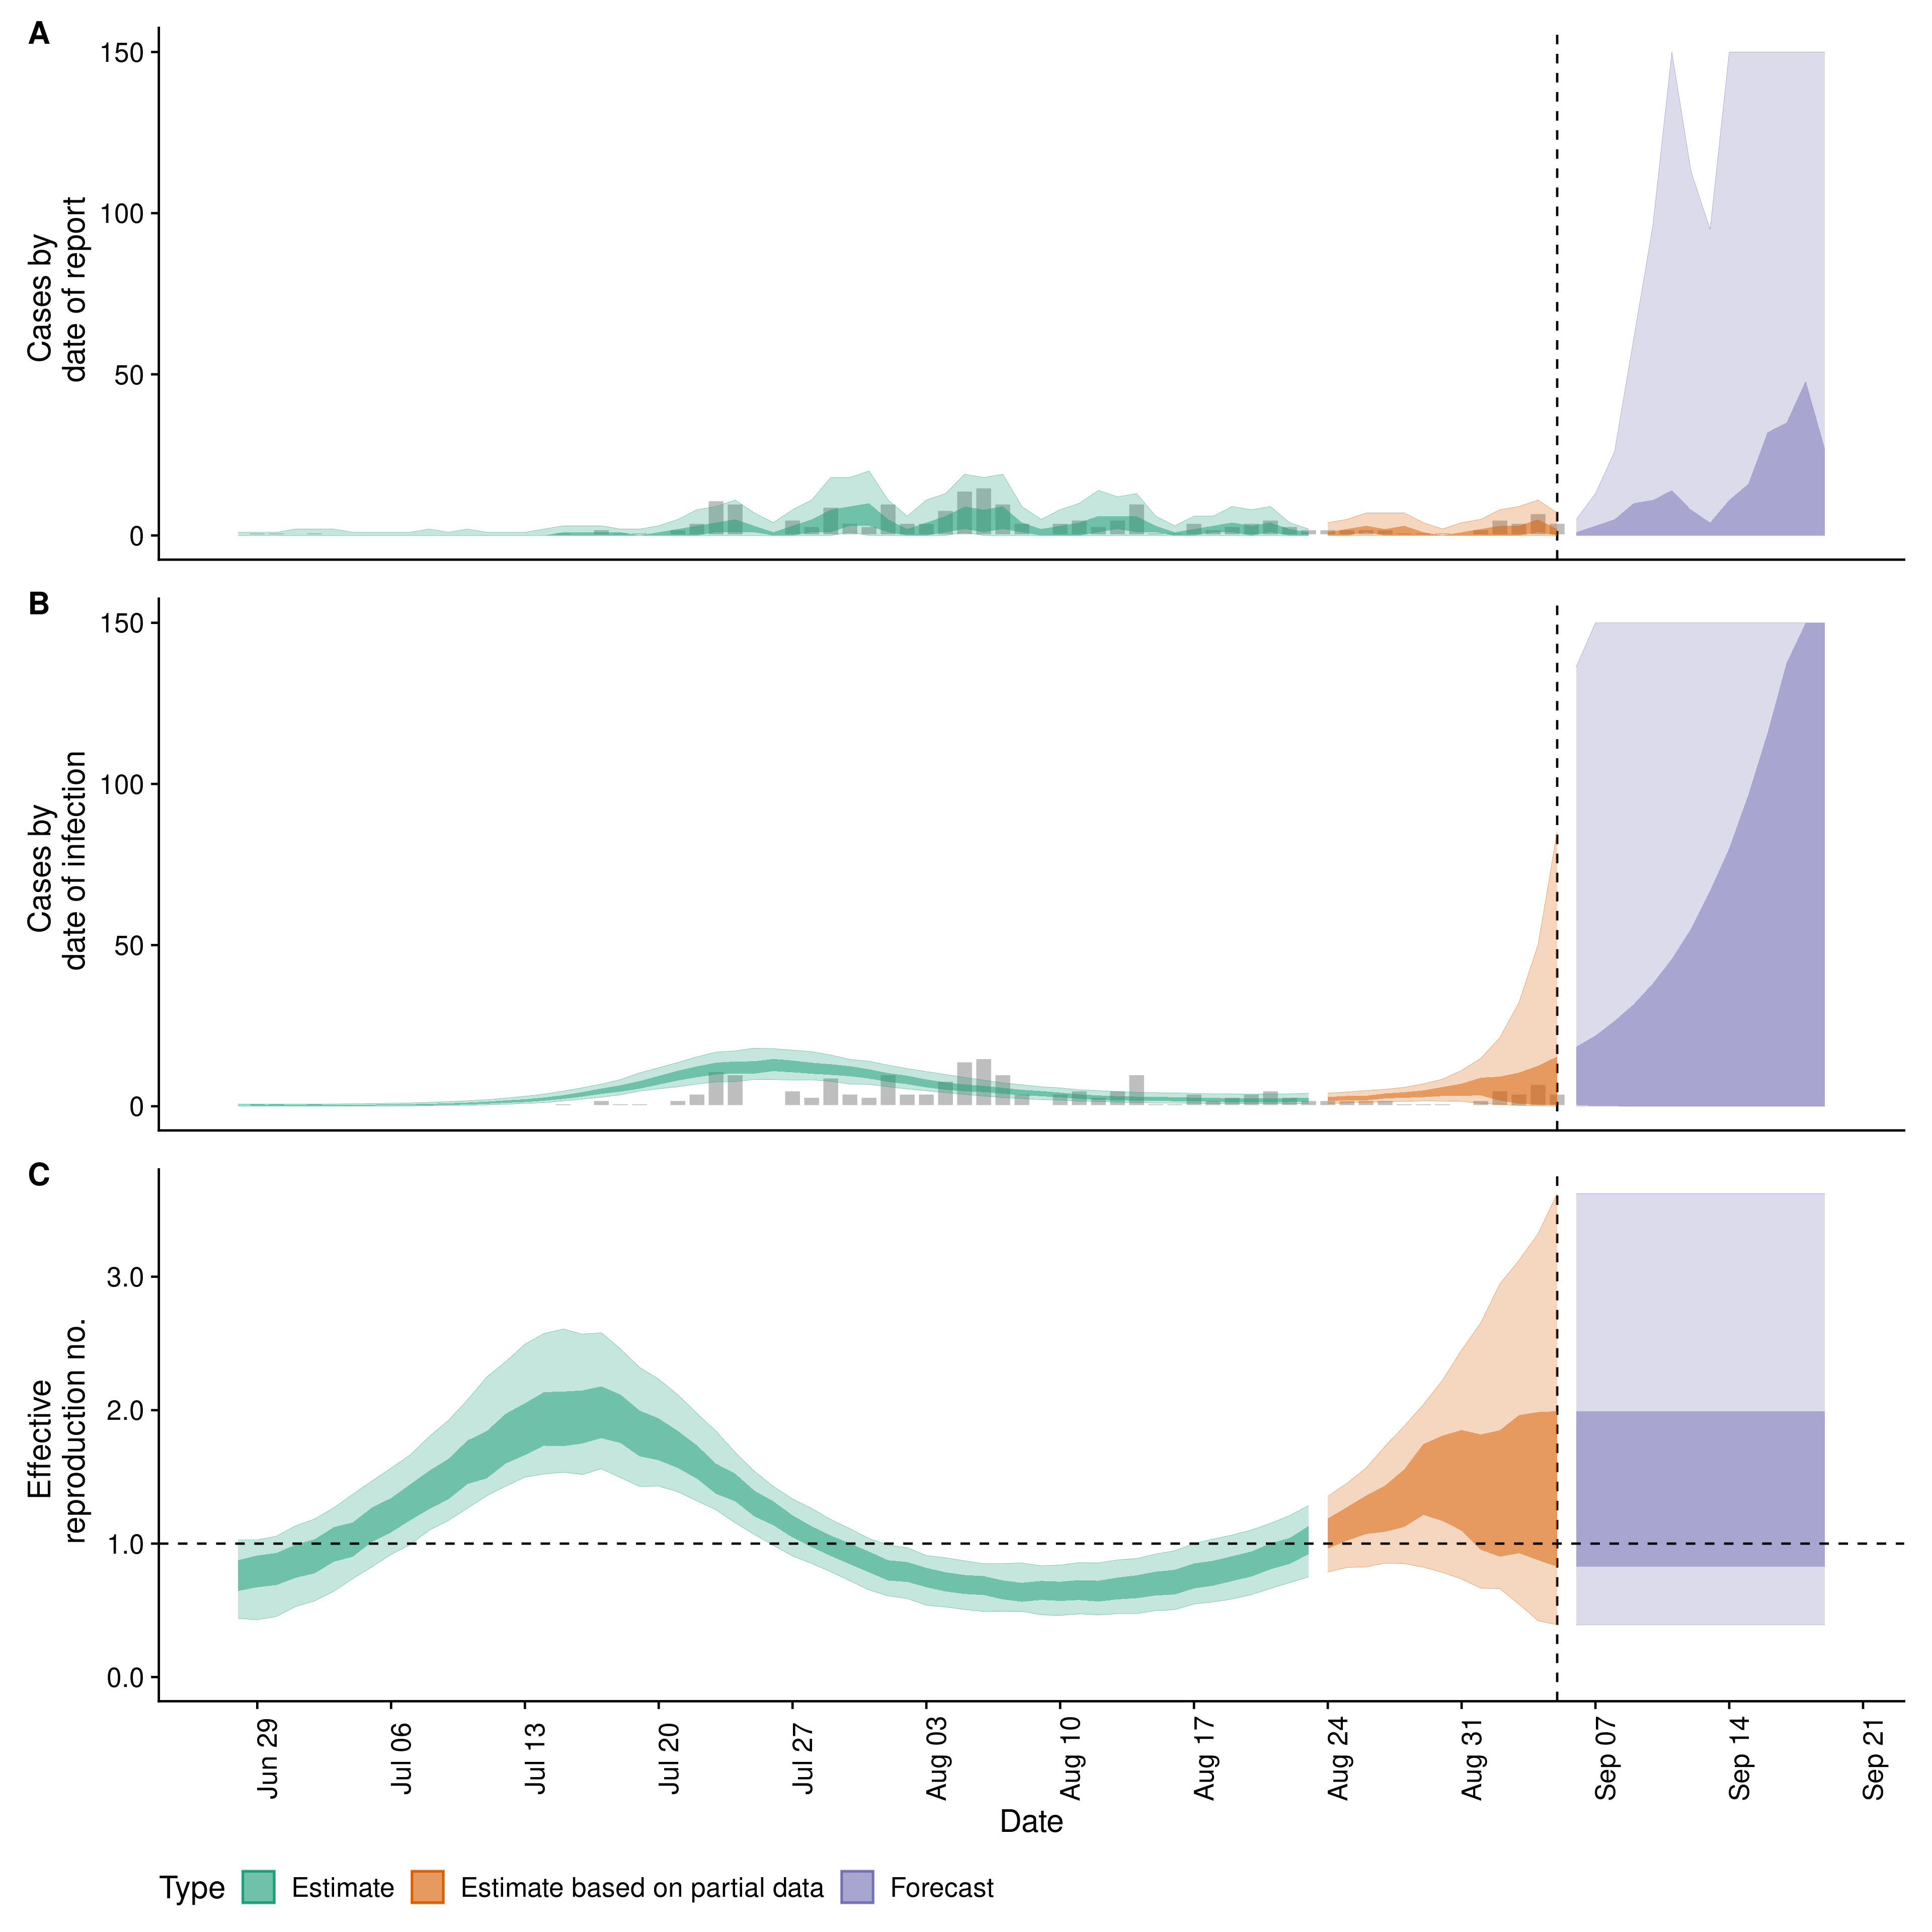 A
150
100
50
0
Cases by
date of report
B
150
100
50
0
Cases by
date of infection
C
3.0
2.0
1.0
0.0
Effective
reproduction no.
Jun 29
Jul 06
Jul 13
Jul 20
Jul 27
Aug 03
Aug 10
Aug 17
Aug 24
Aug 31
Sep 07
Sep 14
Sep 21
Date
Type
Estimate
Estimate based on partial data
Forecast